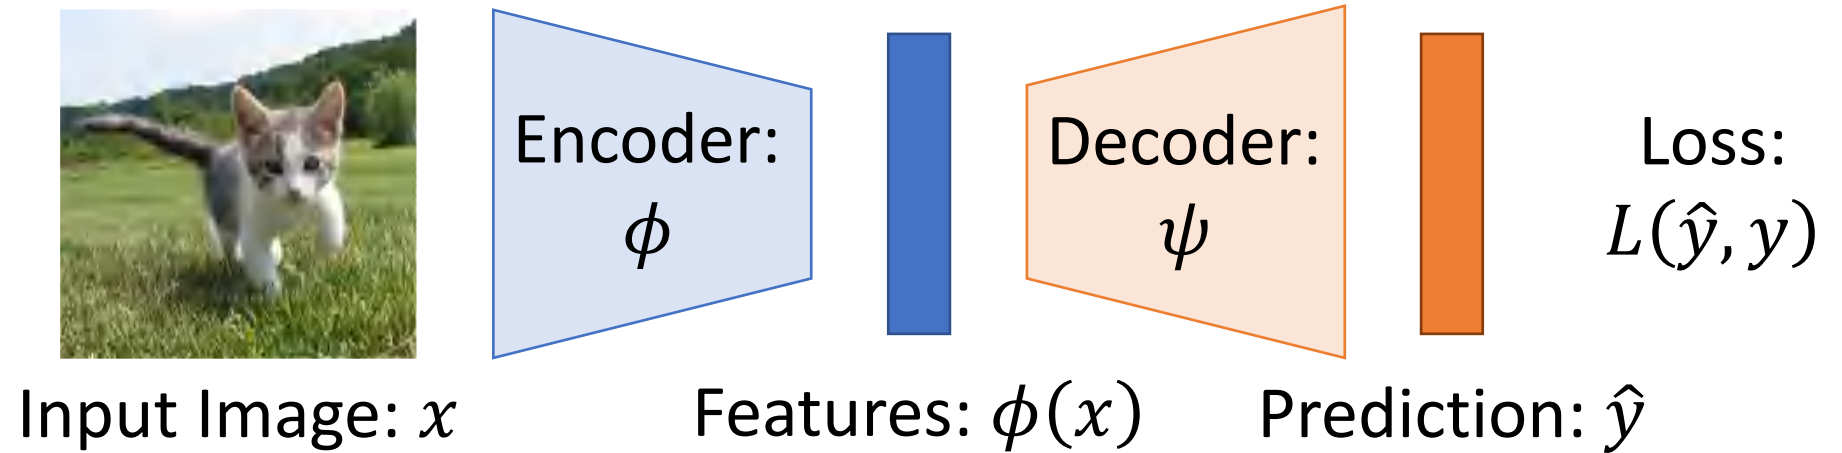 Encoder:
ϕ
Decoder:
ψ
Loss:
L(ŷ, y)
Input Image: x
Features: ϕ(x)
Prediction: ŷ